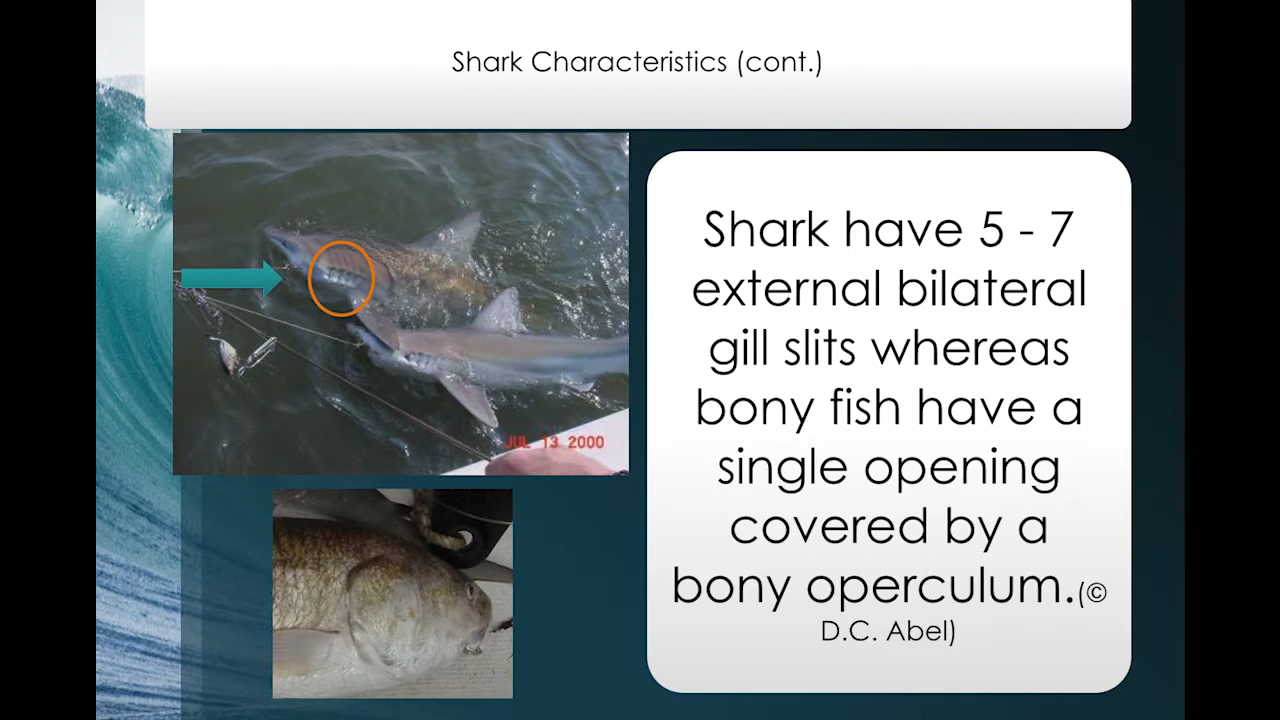 Shark Characteristics (cont.)
JUL 13 2000
Shark have 5 - 7
external bilateral
gill slits whereas
bony fish have a
single opening
covered by a
bony operculum.(©
D.C. Abel)